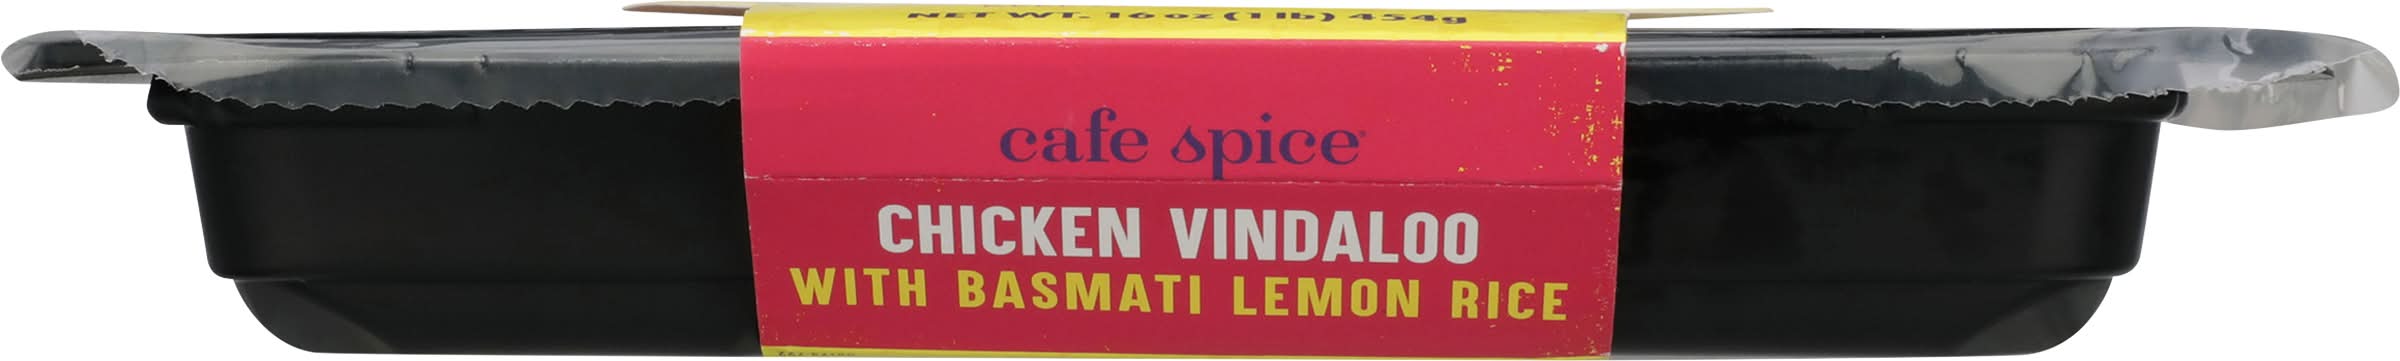 NET WT. 16 oz (1 lb) 454g
cafe spice
CHICKEN VINDALOO
WITH BASMATI LEMON RICE